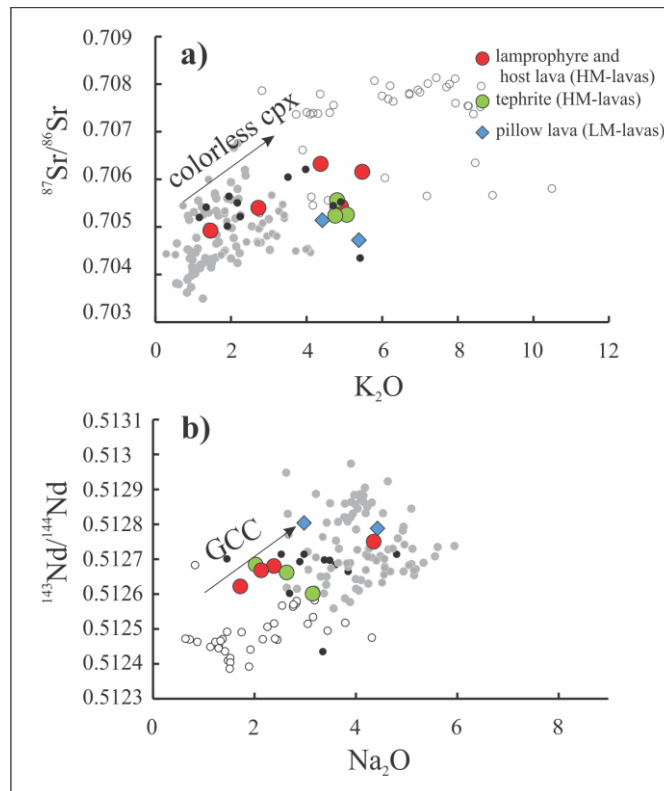 a)
0.709
0.708
0.707
0.706
0.705
0.704
0.703
⁸⁷Sr/⁸⁶Sr
colorless cpx
lamprophyre and
host lava (HM-lavas)
tephrite (HM-lavas)
pillow lava (LM-lavas)
0 2 4 6 8 10 12
K₂O
b)
0.5131
0.513
0.5129
0.5128
0.5127
0.5126
0.5125
0.5124
0.5123
¹⁴³Nd/¹⁴⁴Nd
GCC
0 2 4 6 8
Na₂O